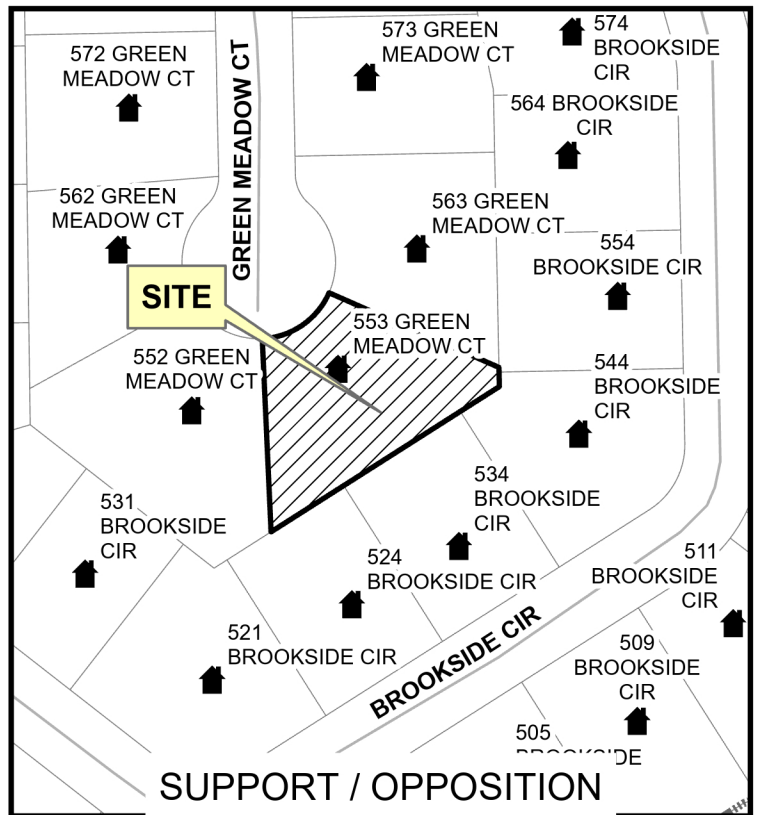 574
BROOKSIDE
CIR
573 GREEN
MEADOW CT
572 GREEN
MEADOW CT
564 BROOKSIDE
CIR
GREEN MEADOW CT
562 GREEN
MEADOW CT
563 GREEN
MEADOW CT
554
BROOKSIDE CIR
SITE
553 GREEN
MEADOW CT
552 GREEN
MEADOW CT
544
BROOKSIDE
CIR
534
BROOKSIDE
CIR
531
BROOKSIDE
CIR
524
BROOKSIDE CIR
511
BROOKSIDE
CIR
521
BROOKSIDE CIR
BROOKSIDE CIR
509
BROOKSIDE
CIR
505
BROOKSIDE
SUPPORT / OPPOSITION